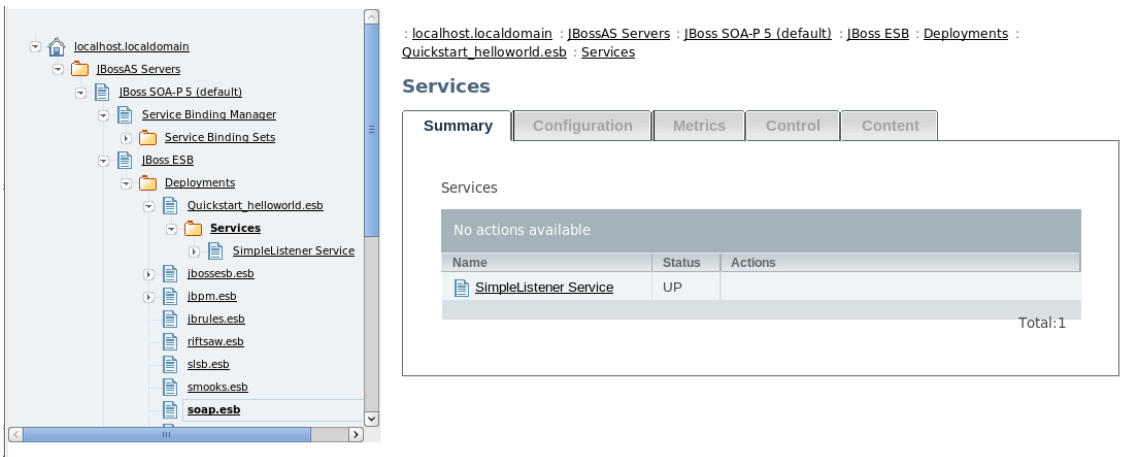 localhost.localdomain
JBossAS Servers
JBoss SOA-P 5 (default)
Service Binding Manager
Service Binding Sets
JBoss ESB
Deployments
Quickstart_helloworld.esb
Services
SimpleListener Service
jbossesb.esb
jbpm.esb
jbrules.esb
riftsaw.esb
slsb.esb
smooks.esb
soap.esb
: localhost.localdomain : JBossAS Servers : JBoss SOA-P 5 (default) : JBoss ESB : Deployments :
Quickstart_helloworld.esb : Services
Services
Summary Configuration Metrics Control Content
Services
No actions available
Name Status Actions
SimpleListener Service UP
Total:1